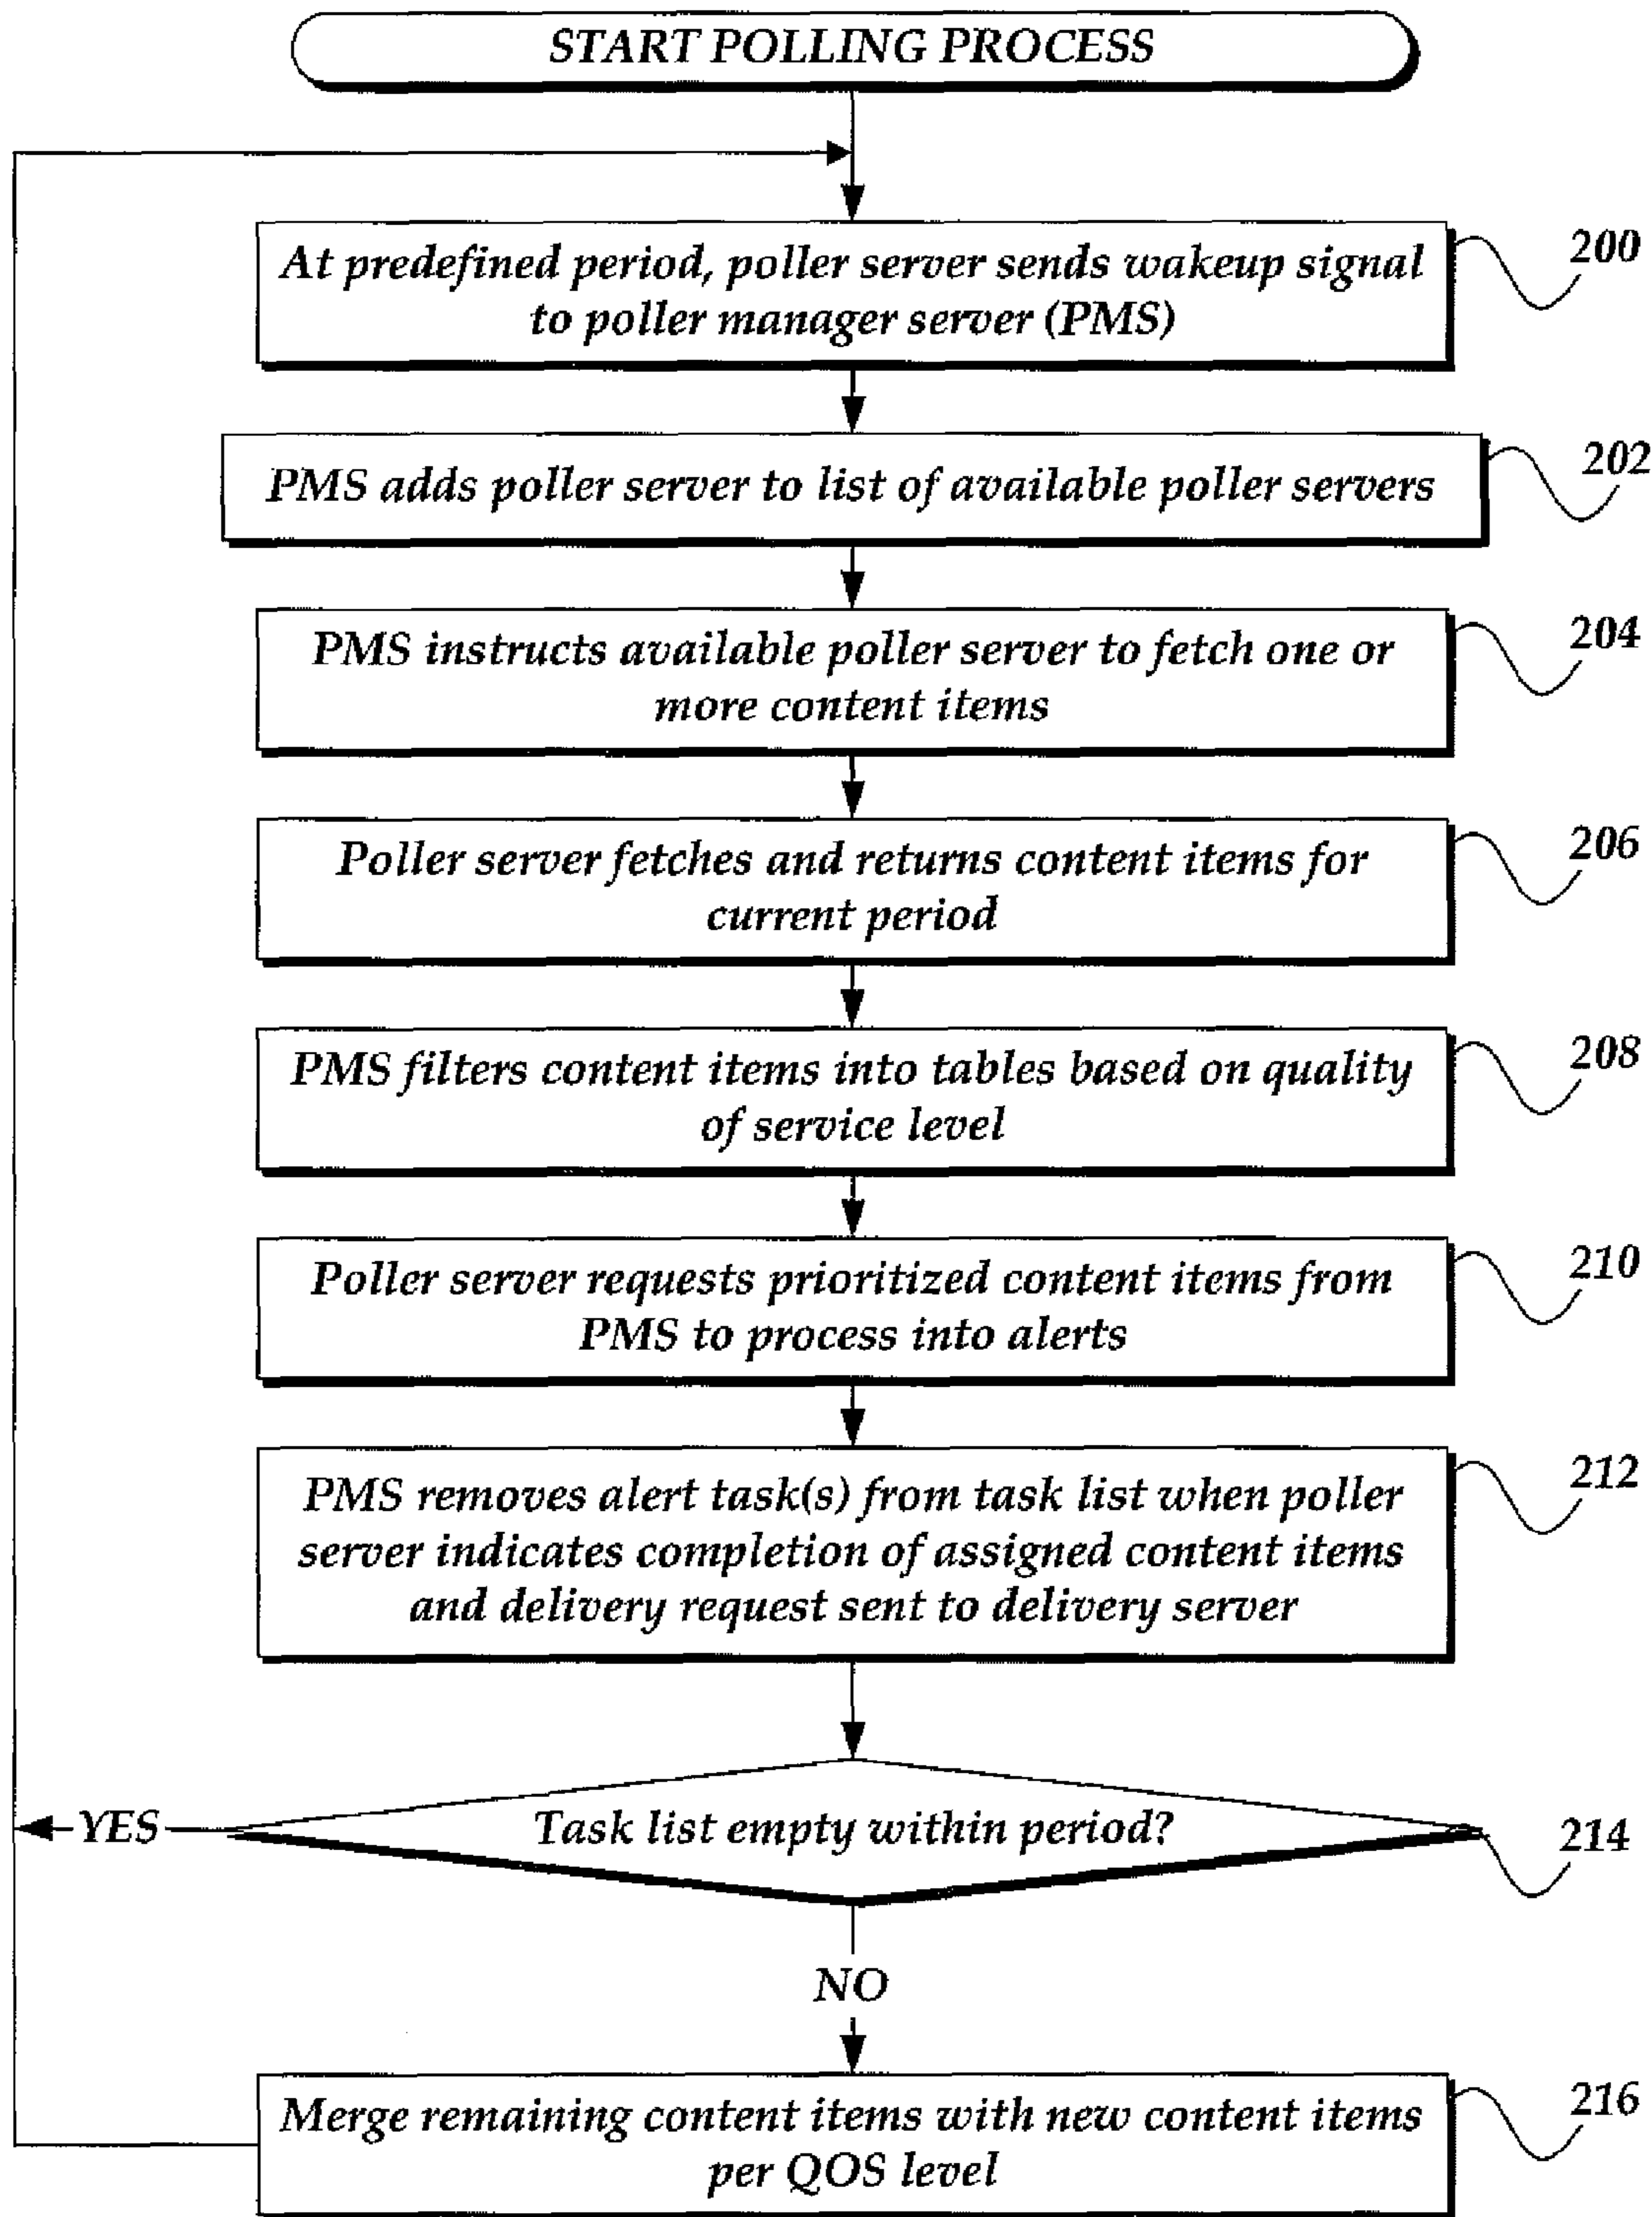 START POLLING PROCESS
At predefined period, poller server sends wakeup signal
to poller manager server (PMS)
200
PMS adds poller server to list of available poller servers
202
PMS instructs available poller server to fetch one or
more content items
204
Poller server fetches and returns content items for
current period
206
PMS filters content items into tables based on quality
of service level
208
Poller server requests prioritized content items from
PMS to process into alerts
210
PMS removes alert task(s) from task list when poller
server indicates completion of assigned content items
and delivery request sent to delivery server
212
YES
Task list empty within period?
214
NO
Merge remaining content items with new content items
per QOS level
216